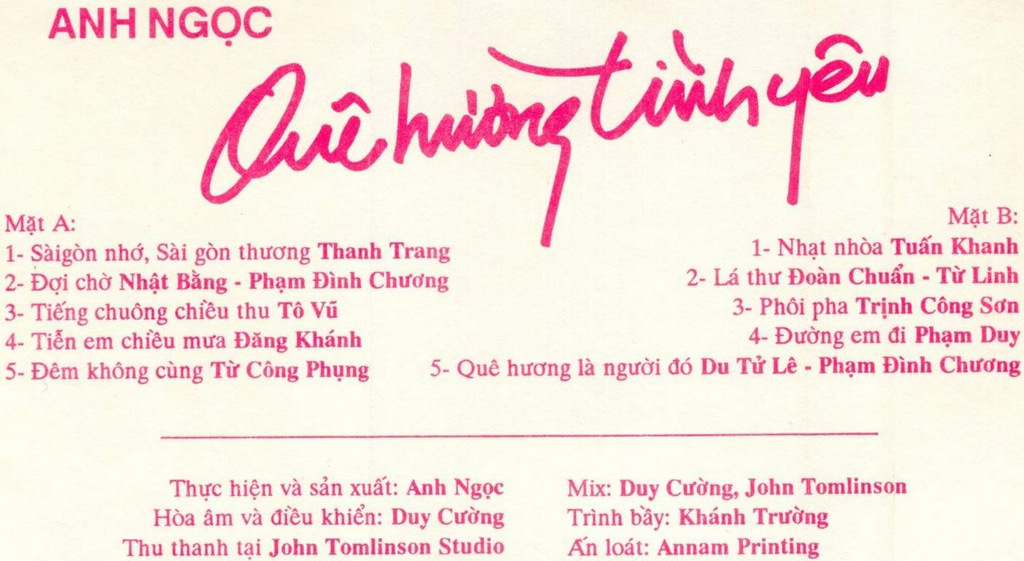 ANH NGỌC
Quê hương tình yêu
Mặt A:
1- Sàigòn nhớ, Sài gòn thương Thanh Trang
2- Đợi chờ Nhật Bằng - Phạm Đình Chương
3- Tiếng chuông chiều thu Tô Vũ
4- Tiễn em chiều mưa Đăng Khánh
5- Đêm không cùng Từ Công Phụng
Mặt B:
1- Nhạt nhòa Tuấn Khanh
2- Lá thư Đoàn Chuẩn - Từ Linh
3- Phôi pha Trịnh Công Sơn
4- Đường em đi Phạm Duy
5- Quê hương là người đó Du Tử Lê - Phạm Đình Chương
Thực hiện và sản xuất: Anh Ngọc
Hòa âm và điều khiển: Duy Cường
Thu thanh tại John Tomlinson Studio
Mix: Duy Cường, John Tomlinson
Trình bầy: Khánh Trường
Ấn loát: Annam Printing